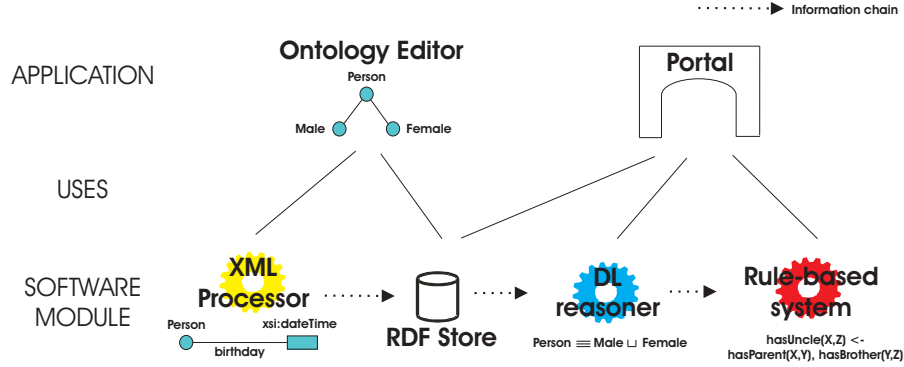 Information chain
APPLICATION
Ontology Editor
Person
Male
Female
Portal
USES
SOFTWARE
MODULE
XML
Processor
Person
xsi:dateTime
birthday
RDF Store
DL
reasoner
Person ≡ Male ⊔ Female
Rule-based
system
hasUncle(X,Z) <-
hasParent(X,Y), hasBrother(Y,Z)